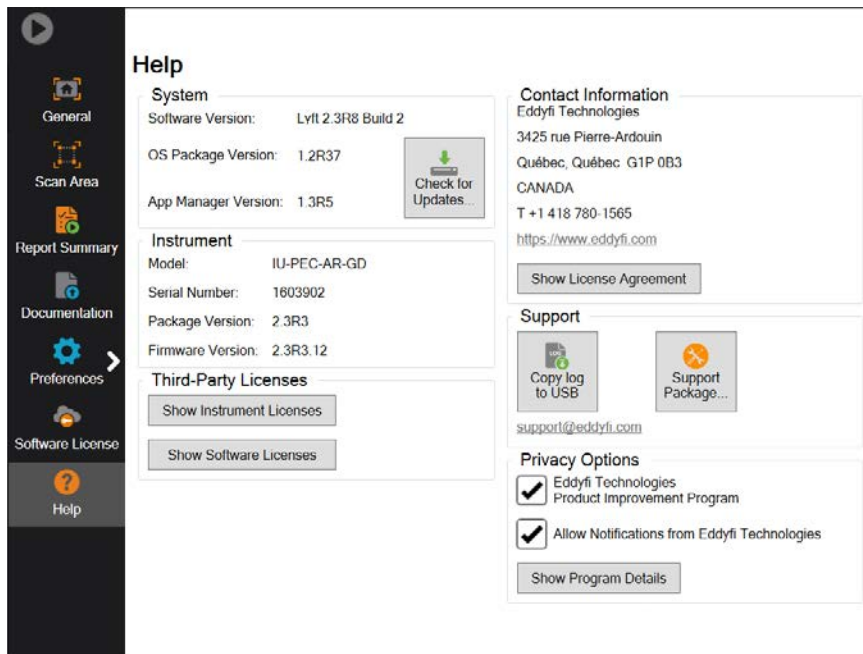 General
Scan Area
Report Summary
Documentation
Preferences
Software License
Help
Help
System
Software Version: Lyft 2.3R8 Build 2
OS Package Version: 1.2R37
App Manager Version: 1.3R5
Check for
Updates...
Instrument
Model: IU-PEC-AR-GD
Serial Number: 1603902
Package Version: 2.3R3
Firmware Version: 2.3R3.12
Third-Party Licenses
Show Instrument Licenses
Show Software Licenses
Contact Information
Eddyfi Technologies
3425 rue Pierre-Ardouin
Québec, Québec G1P 0B3
CANADA
T +1 418 780-1565
https://www.eddyfi.com
Show License Agreement
Support
LOG
Copy log
to USB
Support
Package...
support@eddyfi.com
Privacy Options
Eddyfi Technologies
Product Improvement Program
Allow Notifications from Eddyfi Technologies
Show Program Details